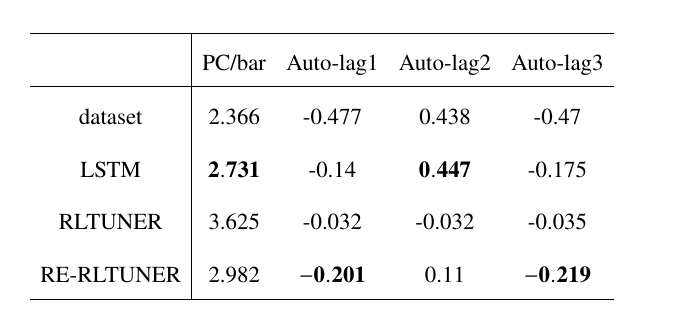 PC/bar Auto-lag1 Auto-lag2 Auto-lag3
dataset 2.366 -0.477 0.438 -0.47
LSTM 2.731 -0.14 0.447 -0.175
RLTUNER 3.625 -0.032 -0.032 -0.035
RE-RLTUNER 2.982 −0.201 0.11 −0.219